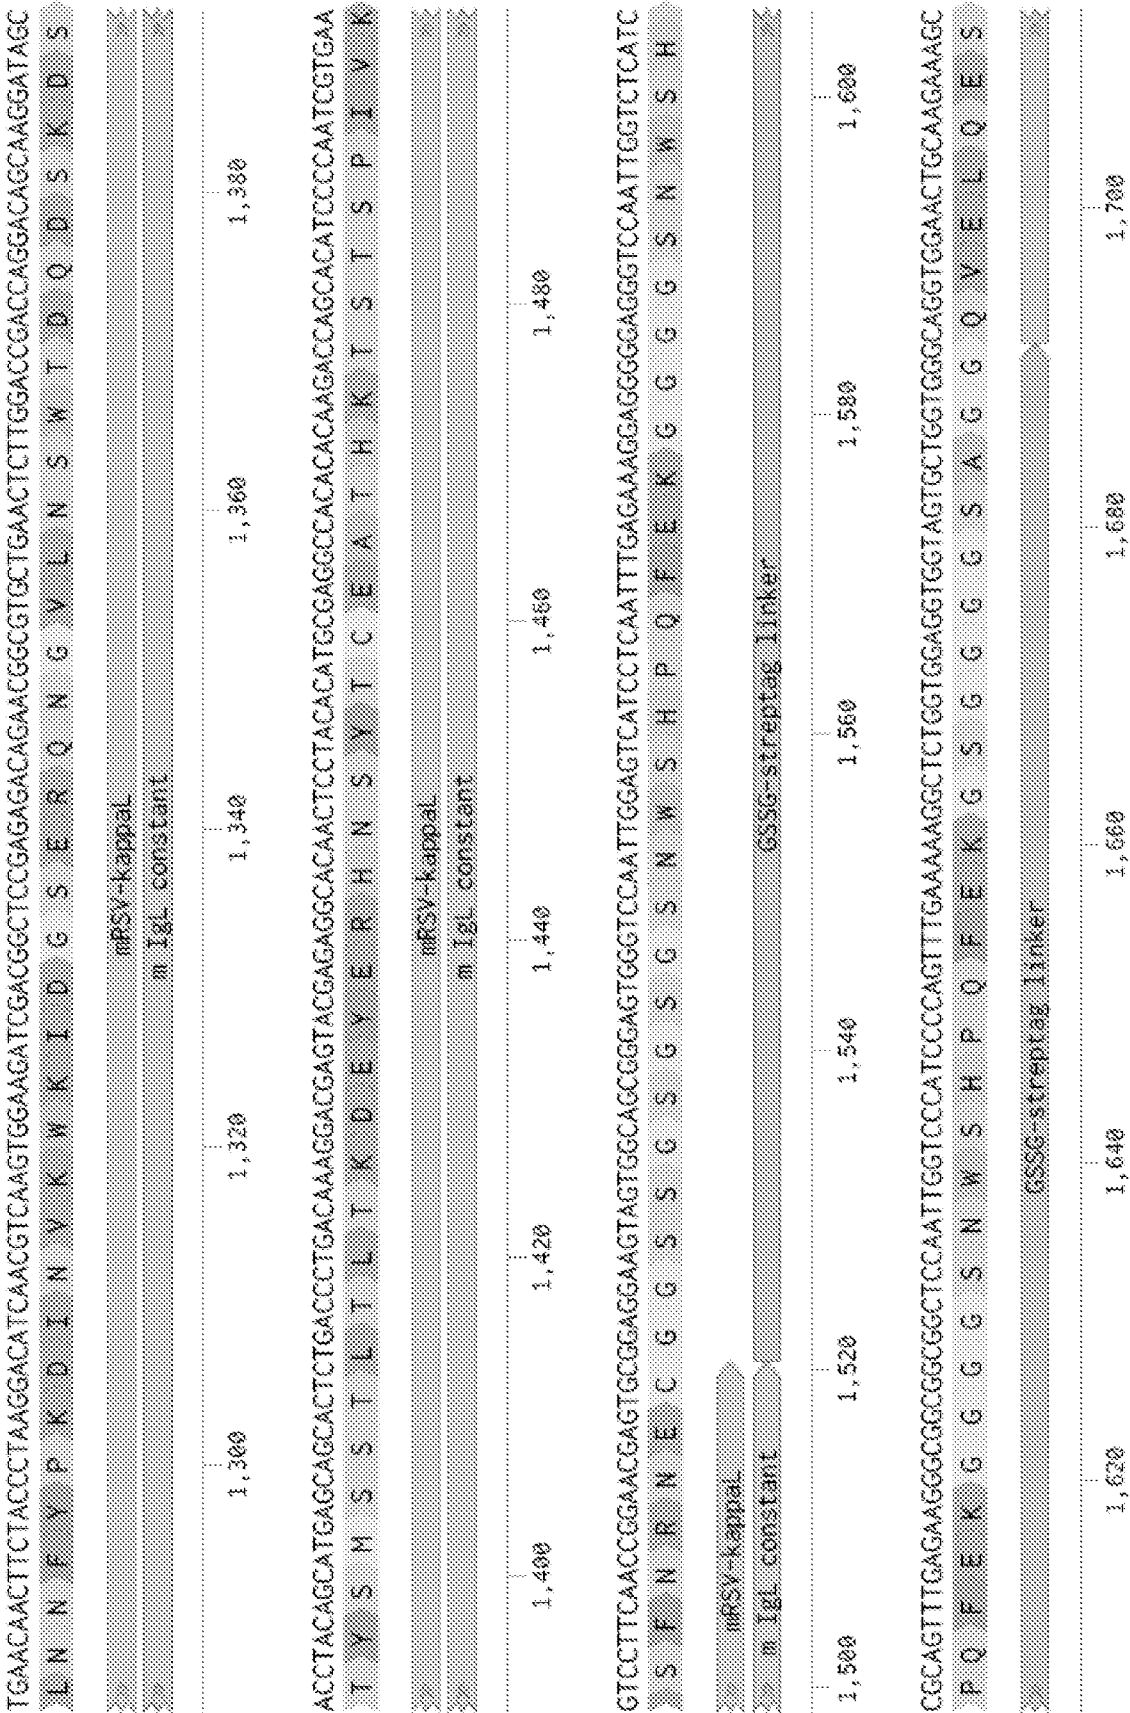 TGAACAACTTCTACCCTAAGGACATCAACGTCAAGTGGAAGATCGACGGCTCCGAGAGACAGAACGGCGTGCTGAACTCTTGGACCGACCAGGACAGCAAGGATAGC
L N N F Y P K D I N V K W K I D G S E R Q N G V L N S W T D Q D S K D S
mRSV-kappaL
m IgL constant
1,300 1,320 1,340 1,360 1,380
ACCTACAGCATGAGCAGCACTCTGACCCTGACAAAGGACGAGTACGAGAGGCACAACTCCTACACATGCGAGGCCACACACAAGACCAGCACATCCCCAATCGTGAA
T Y S M S S T L T L T K D E Y E R H N S Y T C E A T H K T S T S P I V K
mRSV-kappaL
m IgL constant
1,400 1,420 1,440 1,460 1,480
GTCCTTCAACCGGAACGAGTGCGGAGGAAGTAGTGGCAGCGGGAGTGGGTCCAATTGGAGTCATCCTCAATTTGAGAAAGGAGGGGGAGGGTCCAATTGGTCTCATC
S F N R N E C G G S S G S G S G S N W S H P Q F E K G G G G S N W S H
mRSV-kappaL
m IgL constant GSSG-streptag linker
1,500 1,520 1,540 1,560 1,580 1,600
CGCAGTTTGAGAAGGGCGGCGGCGGCTCCAATTGGTCCCATCCCCAGTTTGAAAAAGGCTCTGGTGGAGGTGGTAGTGCTGGTGGGCAGGTGGAACTGCAAGAAAGC
P Q F E K G G G G S N W S H P Q F E K G S G G G G S A G G Q V E L Q E S
GSSG-streptag linker
1,620 1,640 1,660 1,680 1,700